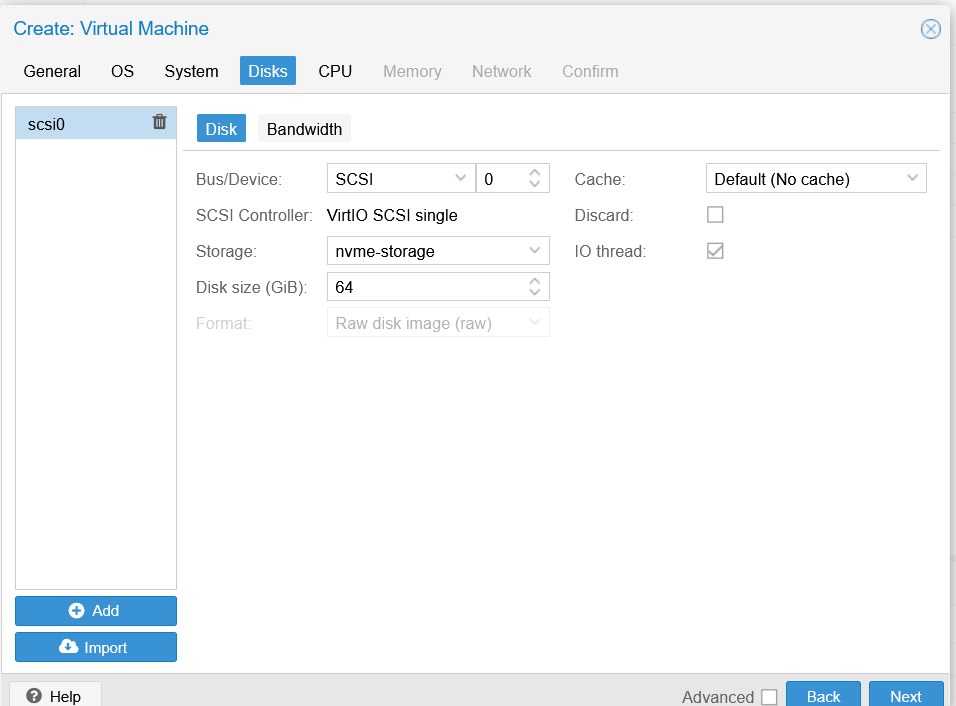 Create: Virtual Machine
General OS System Disks CPU Memory Network Confirm
scsi0
Disk Bandwidth
Bus/Device: SCSI 0 Cache: Default (No cache)
SCSI Controller: VirtIO SCSI single Discard:
Storage: nvme-storage IO thread:
Disk size (GiB): 64
Format: Raw disk image (raw)
Add
Import
Help Advanced Back Next